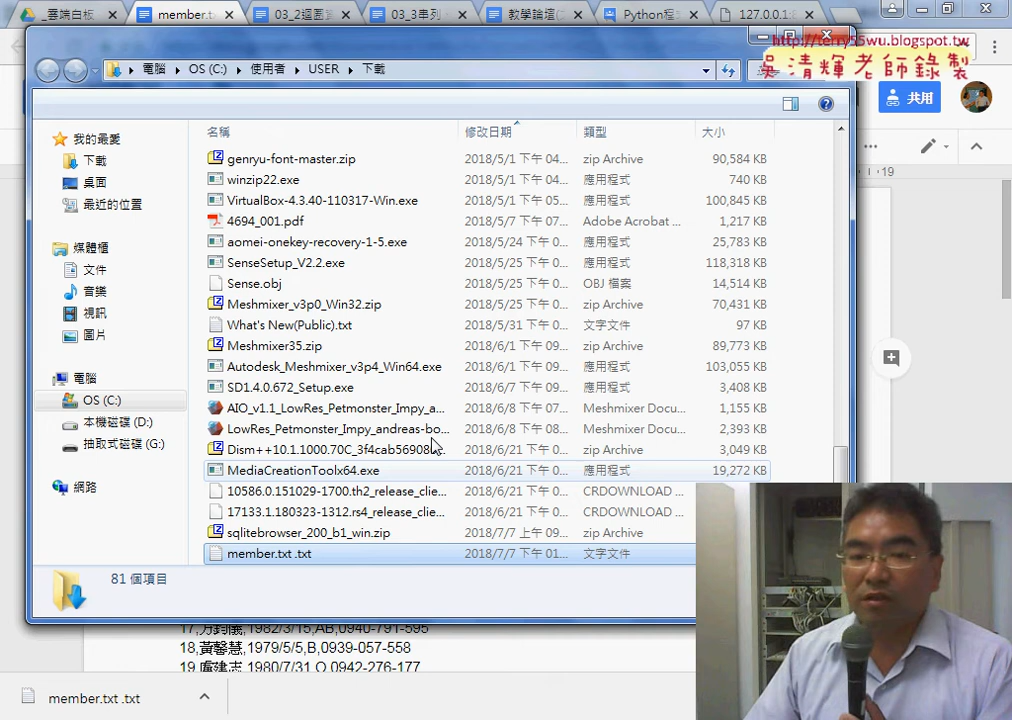 _雲端白板
member.t
03_2迴圈
03_3串列
教學論壇(
Python程
127.0.0.1:
http://terry55wu.blogspot.tw
吳清輝老師錄製
電腦 OS (C:) 使用者 USER 下載
共用
19
名稱 修改日期 類型 大小
我的最愛
下載
桌面
最近的位置
媒體櫃
文件
音樂
視訊
圖片
電腦
OS (C:)
本機磁碟 (D:)
抽取式磁碟 (G:)
網路
genryu-font-master.zip 2018/5/1 下午 04... zip Archive 90,584 KB
winzip22.exe 2018/5/1 下午 04... 應用程式 740 KB
VirtualBox-4.3.40-110317-Win.exe 2018/5/1 下午 05... 應用程式 100,845 KB
4694_001.pdf 2018/5/7 下午 07... Adobe Acrobat ... 1,217 KB
aomei-onekey-recovery-1-5.exe 2018/5/24 下午 0... 應用程式 25,783 KB
SenseSetup_V2.2.exe 2018/5/25 下午 0... 應用程式 118,318 KB
Sense.obj 2018/5/25 下午 0... OBJ 檔案 14,514 KB
Meshmixer_v3p0_Win32.zip 2018/5/25 下午 0... zip Archive 70,431 KB
What's New(Public).txt 2018/5/31 下午 0... 文字文件 97 KB
Meshmixer35.zip 2018/6/1 下午 09... zip Archive 89,773 KB
Autodesk_Meshmixer_v3p4_Win64.exe 2018/6/1 下午 09... 應用程式 103,055 KB
SD1.4.0.672_Setup.exe 2018/6/1 下午 09... 應用程式 3,408 KB
AIO_v1.1_LowRes_Petmonster_Impy_a... 2018/6/8 下午 07... Meshmixer Docu... 1,155 KB
LowRes_Petmonster_Impy_andreas-bo... 2018/6/8 下午 08... Meshmixer Docu... 2,393 KB
Dism++10.1.1000.70C_3f4cab56908... 2018/6/21 下午 0... zip Archive 3,049 KB
MediaCreationToolx64.exe 2018/6/21 下午 0... 應用程式 19,272 KB
10586.0.151029-1700.th2_release_clie... 2018/6/21 下午 0... CRDOWNLOAD ...
17133.1.180323-1312.rs4_release_clie... 2018/6/21 下午 0... CRDOWNLOAD ...
sqlitebrowser_200_b1_win.zip 2018/7/7 上午 09... zip Archive
member.txt .txt 2018/7/7 下午 01... 文字文件
81 個項目
,1982/3/15,AB,0940-791-595
18,黃馨慧,1979/5/5,B,0939-057-558
19,盧建志,1980/7/31,O,0942-276-177
member.txt .txt